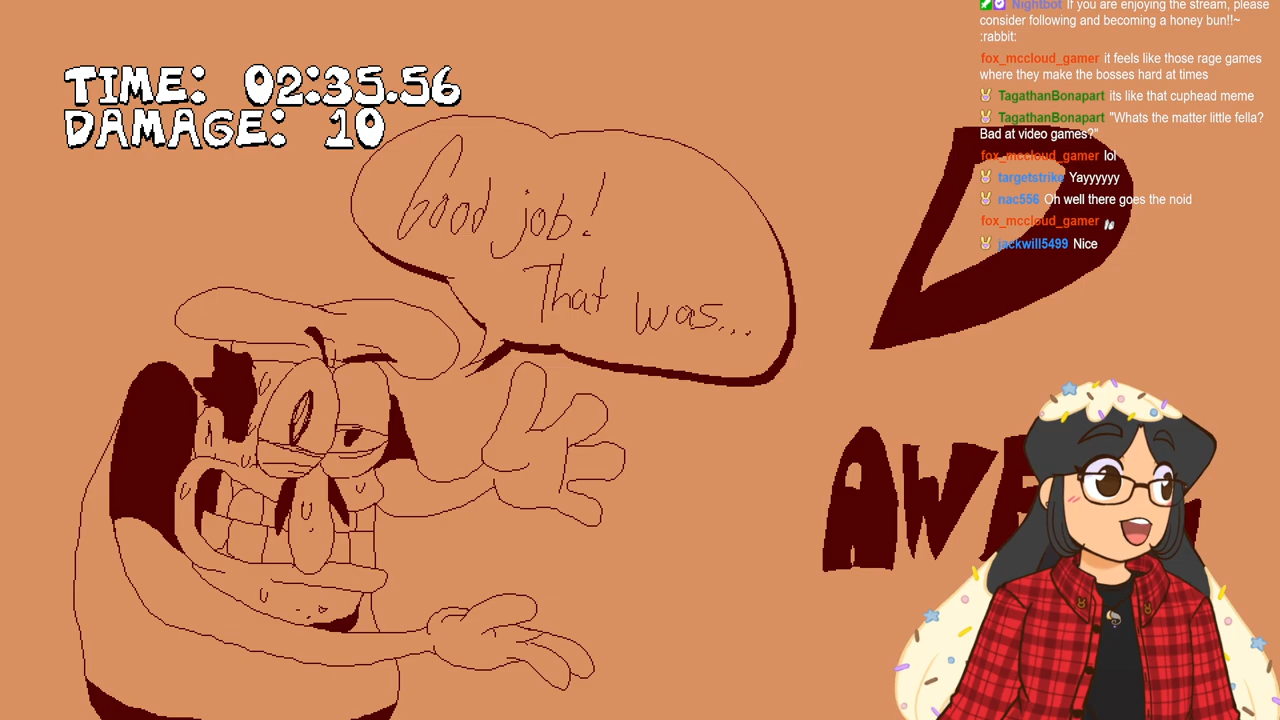 TIME: 02:35.56
DAMAGE: 10
Good job!
That was...
D
Nightbot If you are enjoying the stream, please
consider following and becoming a honey bun!!~
:rabbit:
fox_mccloud_gamer it feels like those rage games
where they make the bosses hard at times
TagathanBonapart its like that cuphead meme
TagathanBonapart "Whats the matter little fella?
Bad at video games?"
fox_mccloud_gamer lol
targetstrike Yayyyyyy
nac556 Oh well there goes the noid
fox_mccloud_gamer
jackwill5499 Nice